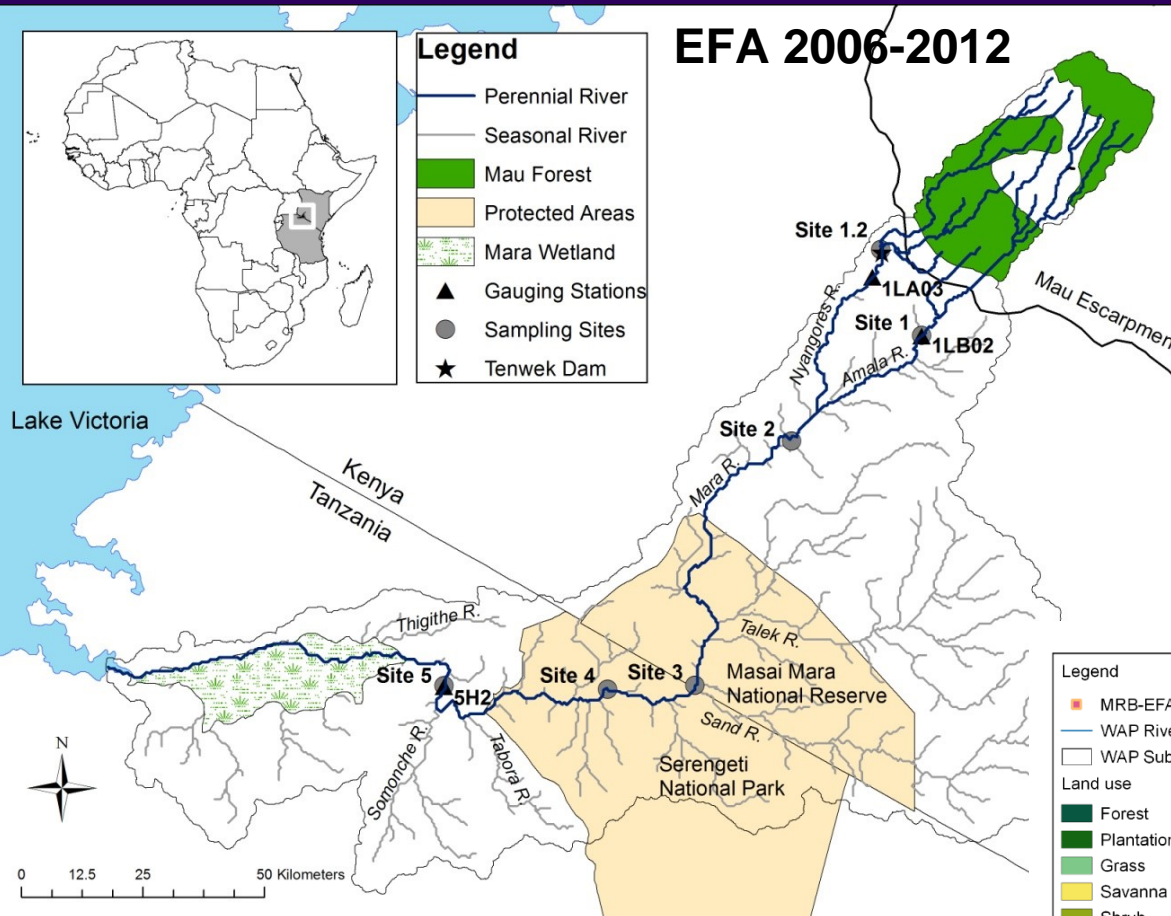 EFA 2006-2012
Legend
Perennial River
Seasonal River
Mau Forest
Protected Areas
Mara Wetland
Gauging Stations
Sampling Sites
Tenwek Dam
Site 1.2
1LA03
Mau Escarpmen
Site 1
1LB02
Nyangores R.
Amala R.
Lake Victoria
Site 2
Kenya
Tanzania
Mara R.
Thigithe R.
Talek R.
Site 5
5H2
Site 4
Site 3
Masai Mara
National Reserve
Sand R.
Somonche R.
Tabora R.
Serengeti
National Park
N
0 12.5 25 50 Kilometers
Legend
MRB-EFA
WAP Rive
WAP Sub
Land use
Forest
Plantation
Grass
Savanna